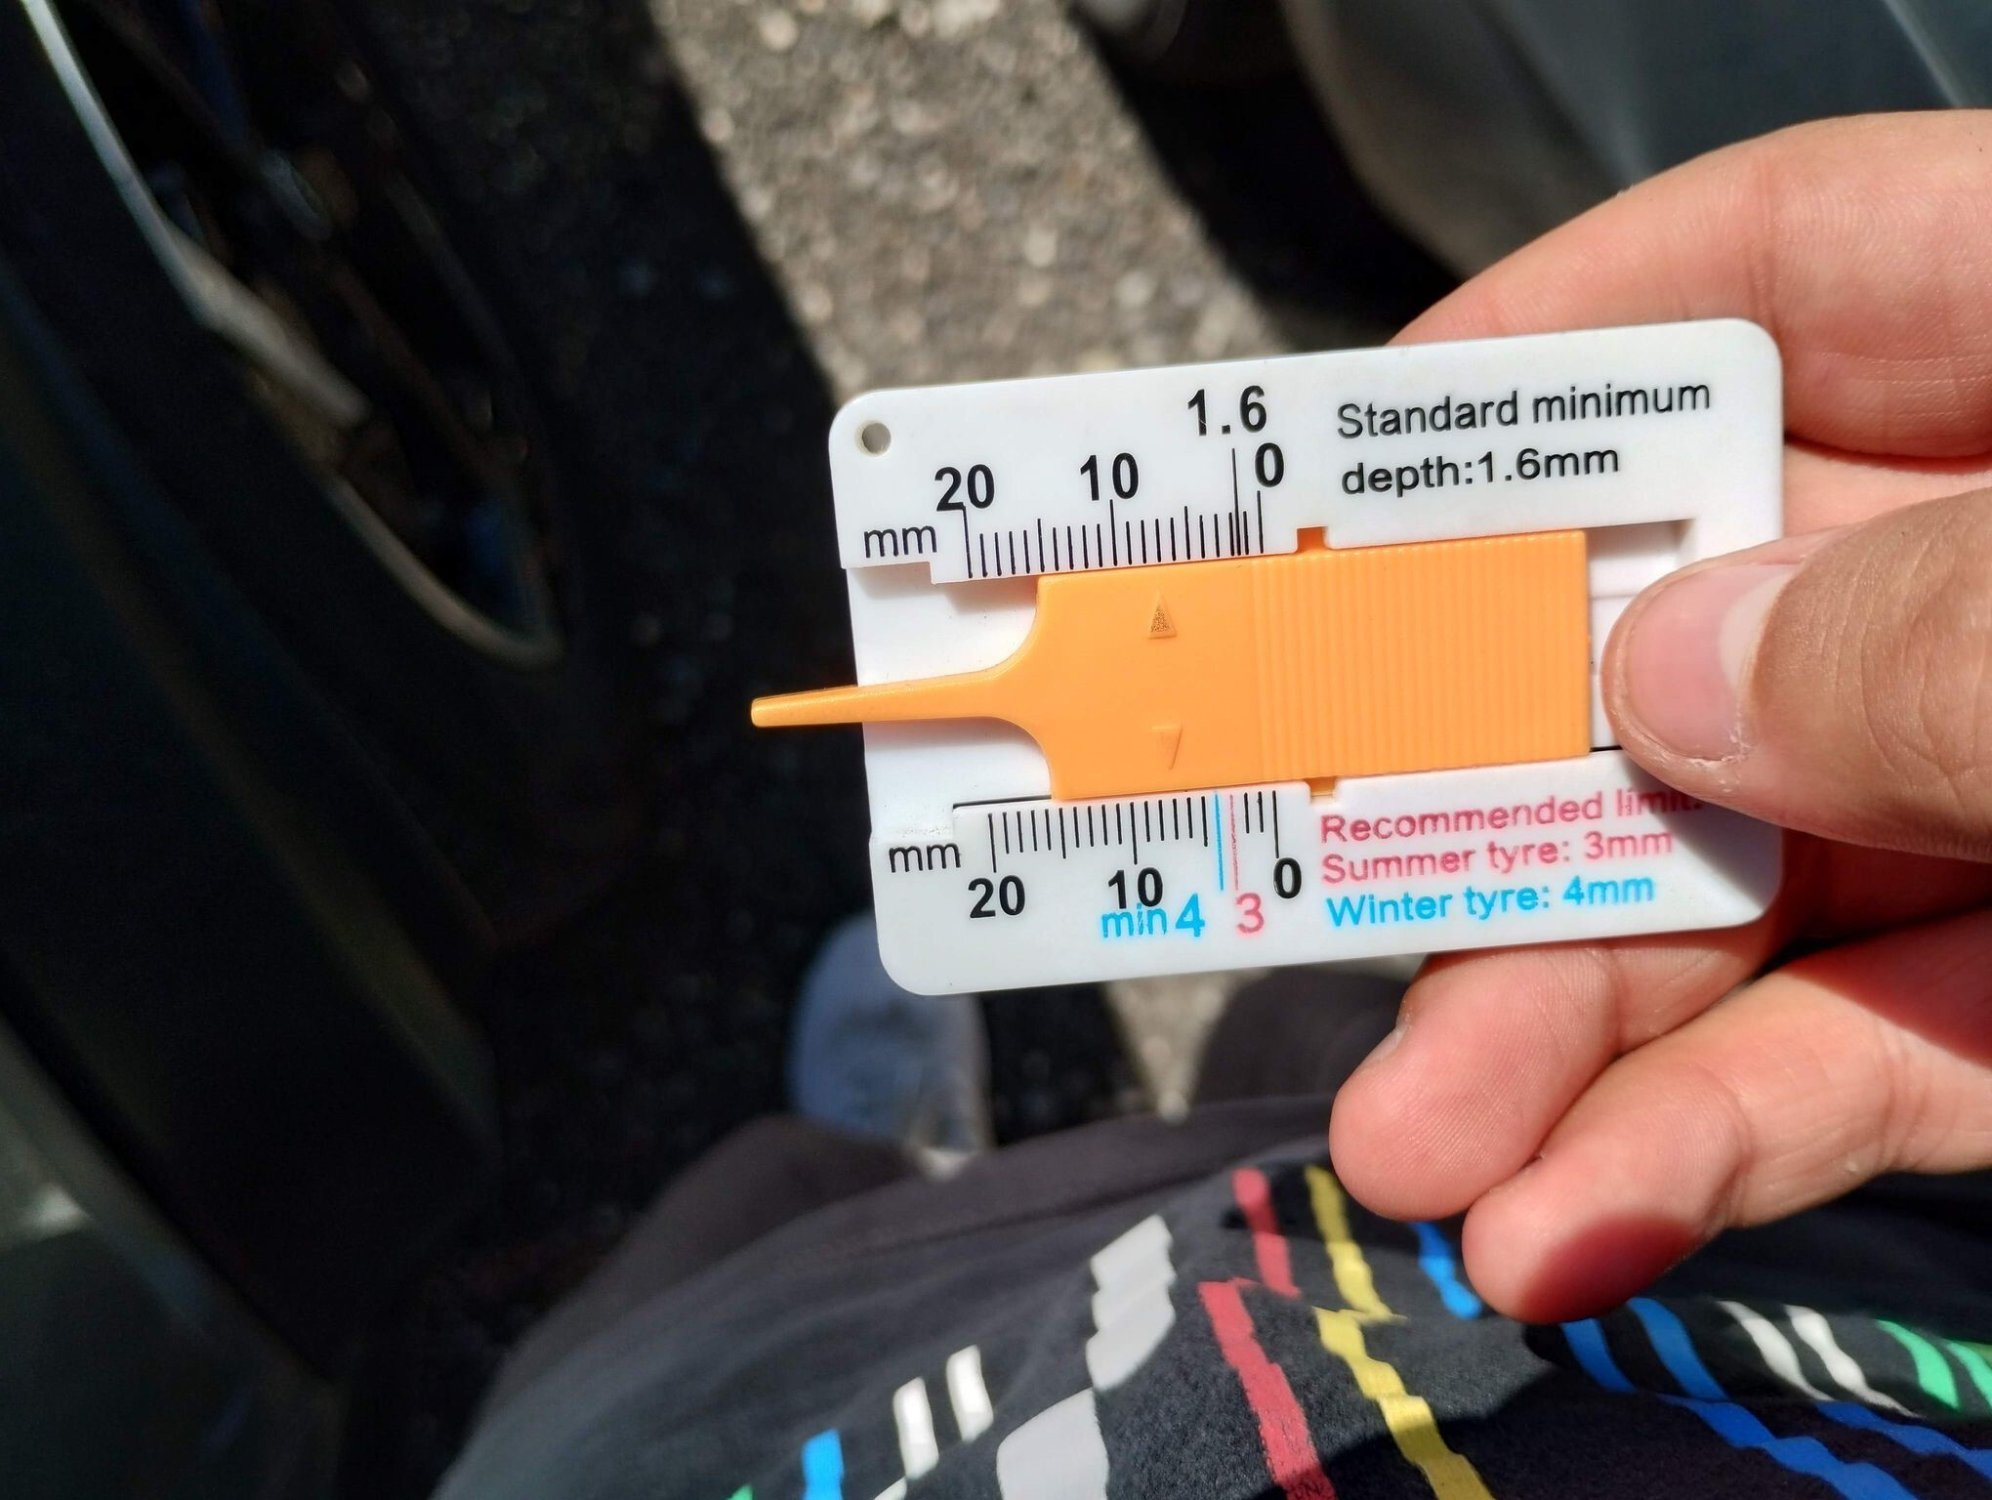 1.6
20 10 0
mm
Standard minimum
depth:1.6mm
mm
20 10 0
min 4 3
Recommended limit:
Summer tyre: 3mm
Winter tyre: 4mm